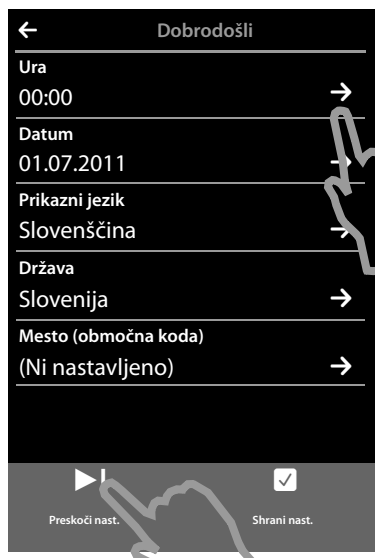 Dobrodošli
Ura
00:00
Datum
01.07.2011
Prikazni jezik
Slovenščina
Država
Slovenija
Mesto (območna koda)
(Ni nastavljeno)
Preskoči nast.
Shrani nast.